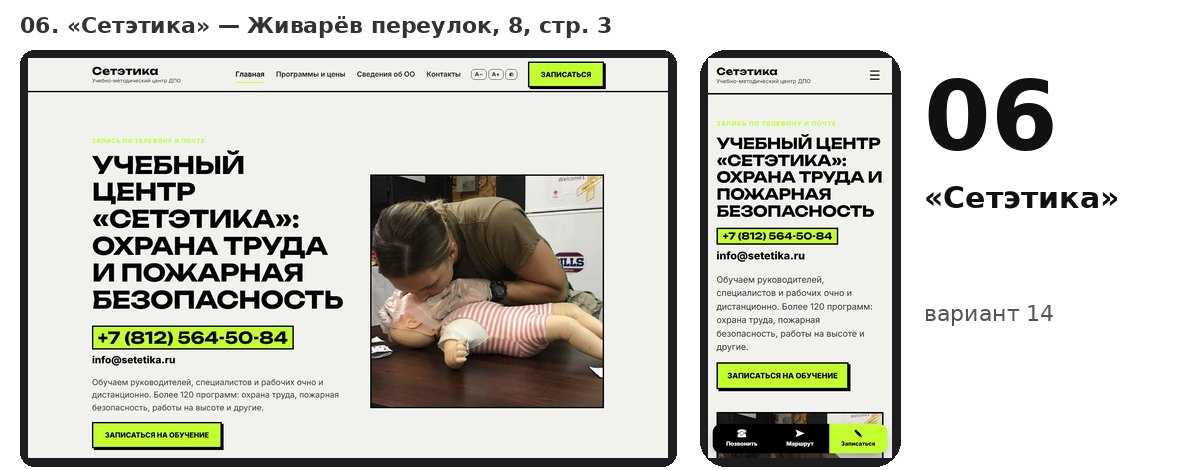 06. «Сетэтика» — Живарёв переулок, 8, стр. 3
Сетэтика
Учебно-методический центр ДПО
Главная
Программы и цены
Сведения об ОО
Контакты
A−
A+
ЗАПИСАТЬСЯ
ЗАПИСЬ ПО ТЕЛЕФОНУ И ПОЧТЕ
УЧЕБНЫЙ
ЦЕНТР
«СЕТЭТИКА»:
ОХРАНА ТРУДА
И ПОЖАРНАЯ
БЕЗОПАСНОСТЬ
+7 (812) 564-50-84
info@setetika.ru
Обучаем руководителей, специалистов и рабочих очно и
дистанционно. Более 120 программ: охрана труда, пожарная
безопасность, работы на высоте и другие.
ЗАПИСАТЬСЯ НА ОБУЧЕНИЕ
Welcome
Сетэтика
Учебно-методический центр ДПО
ЗАПИСЬ ПО ТЕЛЕФОНУ И ПОЧТЕ
УЧЕБНЫЙ ЦЕНТР
«СЕТЭТИКА»:
ОХРАНА ТРУДА И
ПОЖАРНАЯ
БЕЗОПАСНОСТЬ
+7 (812) 564-50-84
info@setetika.ru
Обучаем руководителей,
специалистов и рабочих очно и
дистанционно. Более 120 программ:
охрана труда, пожарная
безопасность, работы на высоте и
другие.
ЗАПИСАТЬСЯ НА ОБУЧЕНИЕ
Позвонить
Маршрут
Записаться
06
«Сетэтика»
вариант 14